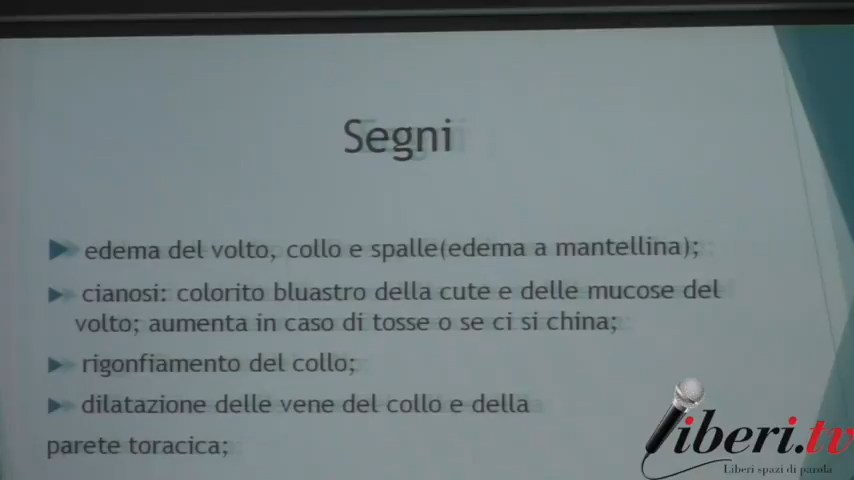 Segni
edema del volto, collo e spalle(edema a mantellina);
cianosi: colorito bluastro della cute e delle mucose del
volto; aumenta in caso di tosse o se ci si china;
rigonfiamento del collo;
dilatazione delle vene del collo e della
parete toracica;
liberi.tv
Liberi spazi di parola